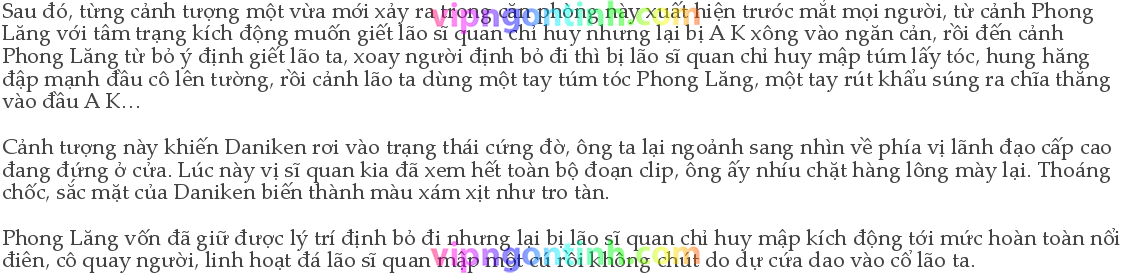 Sau đó, từng cảnh tượng một vừa mới xảy ra trong căn phòng này xuất hiện trước mắt mọi người, từ cảnh Phong
Lăng với tâm trạng kích động muốn giết lão sĩ quan chỉ huy nhưng lại bị A K xông vào ngăn cản, rồi đến cảnh
Phong Lăng từ bỏ ý định giết lão ta, xoay người định bỏ đi thì bị lão sĩ quan chỉ huy mập túm lấy tóc, hung hăng
đập mạnh đầu cô lên tường, rồi cảnh lão ta dùng một tay túm tóc Phong Lăng, một tay rút khẩu súng ra chĩa thẳng
vào đầu A K...
Cảnh tượng này khiến Daniken rơi vào trạng thái cứng đờ, ông ta lại ngoảnh sang nhìn về phía vị lãnh đạo cấp cao
đang đứng ở cửa. Lúc này vị sĩ quan kia đã xem hết toàn bộ đoạn clip, ông ấy nhíu chặt hàng lông mày lại. Thoáng
chốc, sắc mặt của Daniken biến thành màu xám xịt như tro tàn.
Phong Lăng vốn đã giữ được lý trí định bỏ đi nhưng lại bị lão sĩ quan chỉ huy mập kích động tới mức hoàn toàn nổi
điên, cô quay người, linh hoạt đá lão sĩ quan mập một cú rồi không chút do dự cứa dao vào cổ lão ta.
vipngontinh.com
vipngontinh.com